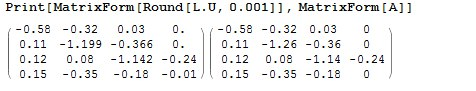 Print[MatrixForm[Round[L.U, 0.001]], MatrixForm[A]]
-0.58 -0.32 0.03 0. -0.58 -0.32 0.03 0
0.11 -1.199 -0.366 0. 0.11 -1.26 -0.36 0
0.12 0.08 -1.142 -0.24 0.12 0.08 -1.14 -0.24
0.15 -0.35 -0.18 -0.01 0.15 -0.35 -0.18 0